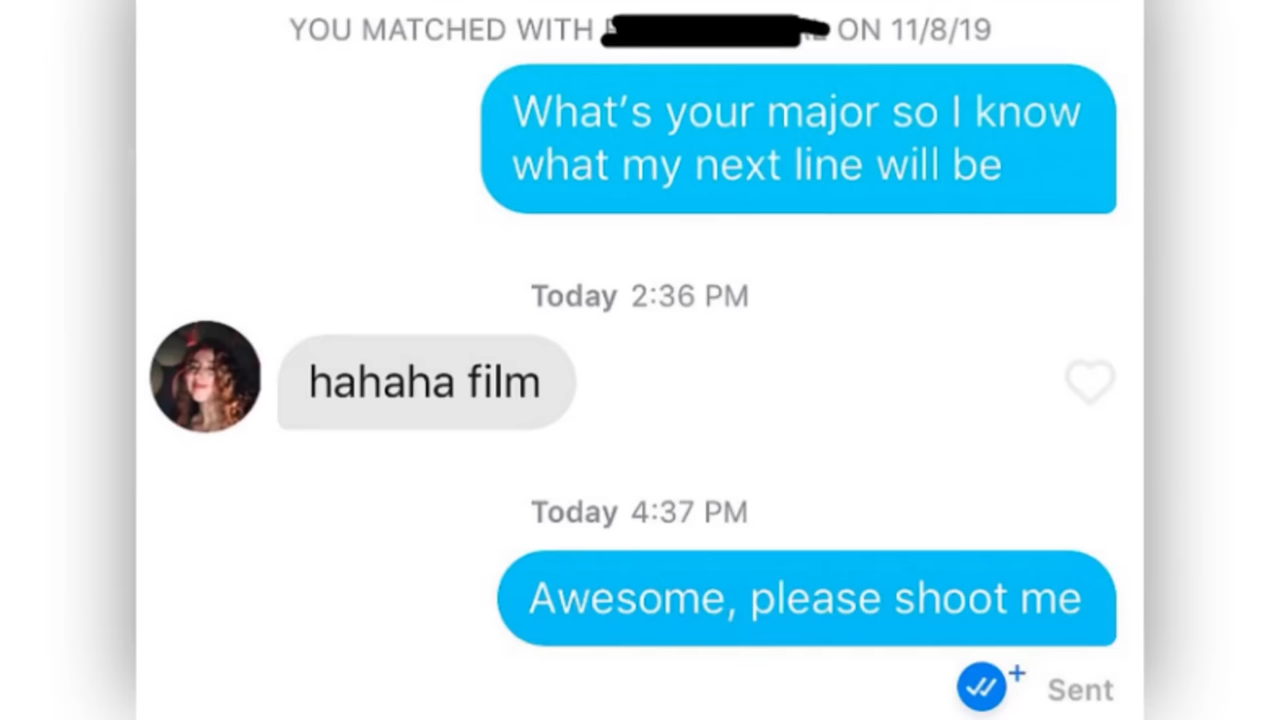 YOU MATCHED WITH ON 11/8/19
What's your major so I know
what my next line will be
Today 2:36 PM
hahaha film
Today 4:37 PM
Awesome, please shoot me
Sent